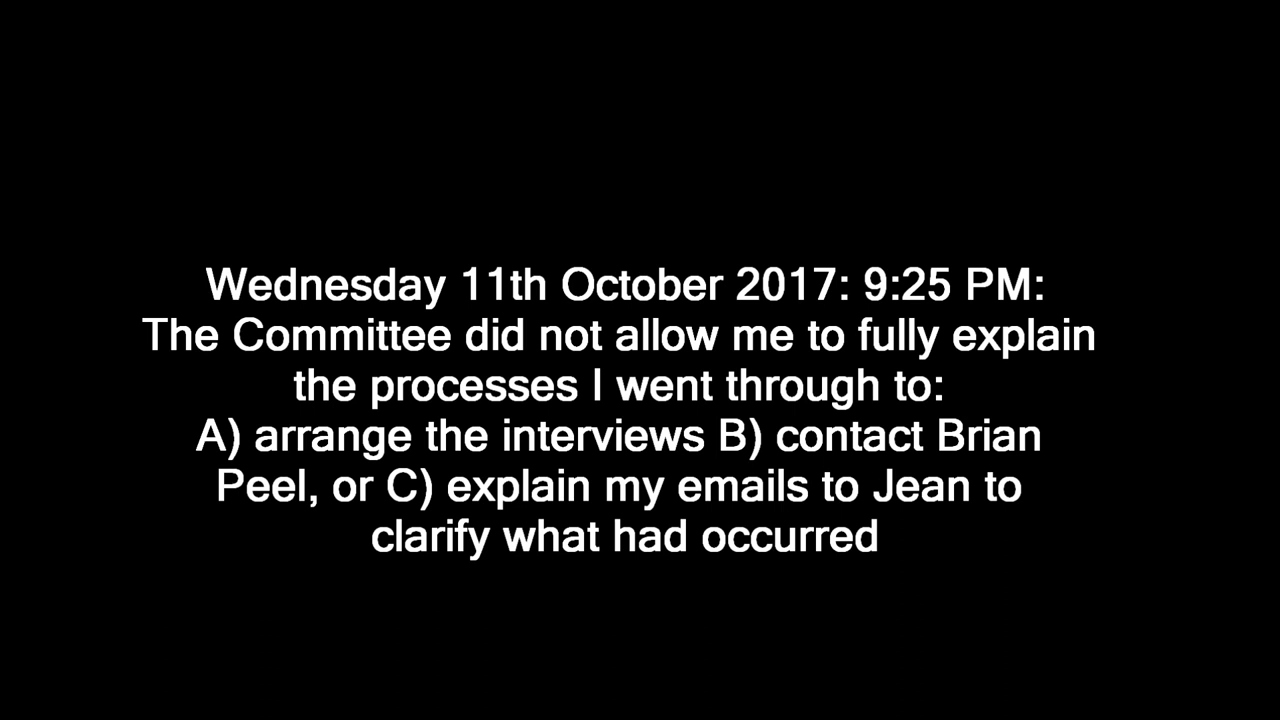 Wednesday 11th October 2017: 9:25 PM:
The Committee did not allow me to fully explain
the processes I went through to:
A) arrange the interviews B) contact Brian
Peel, or C) explain my emails to Jean to
clarify what had occurred